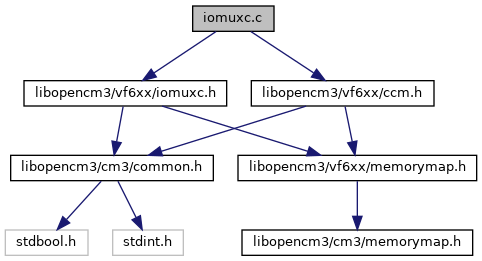 iomuxc.c
libopencm3/vf6xx/iomuxc.h
libopencm3/vf6xx/ccm.h
libopencm3/cm3/common.h
libopencm3/vf6xx/memorymap.h
stdbool.h
stdint.h
libopencm3/cm3/memorymap.h